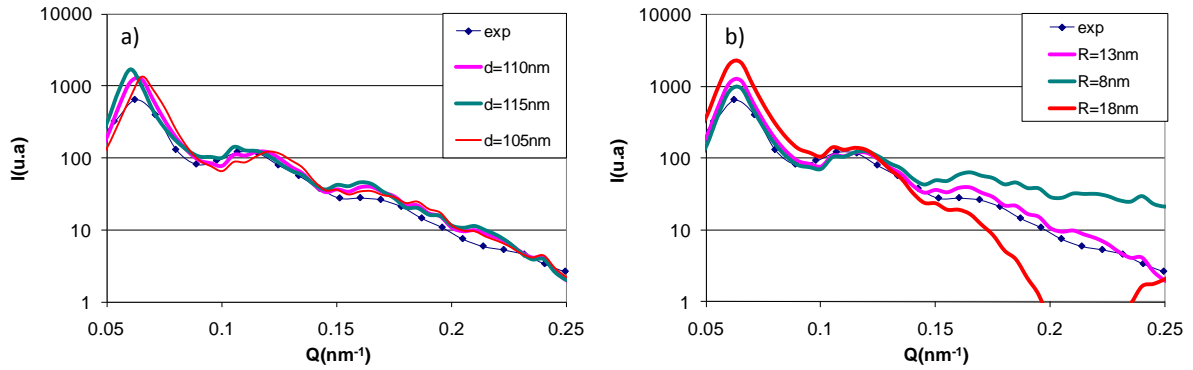 a)
I(u.a)
10000
1000
100
10
1
0.05
0.1
0.15
0.2
0.25
Q(nm-1)
exp
d=110nm
d=115nm
d=105nm
b)
I(u.a)
10000
1000
100
10
1
0.05
0.1
0.15
0.2
0.25
Q(nm-1)
exp
R=13nm
R=8nm
R=18nm